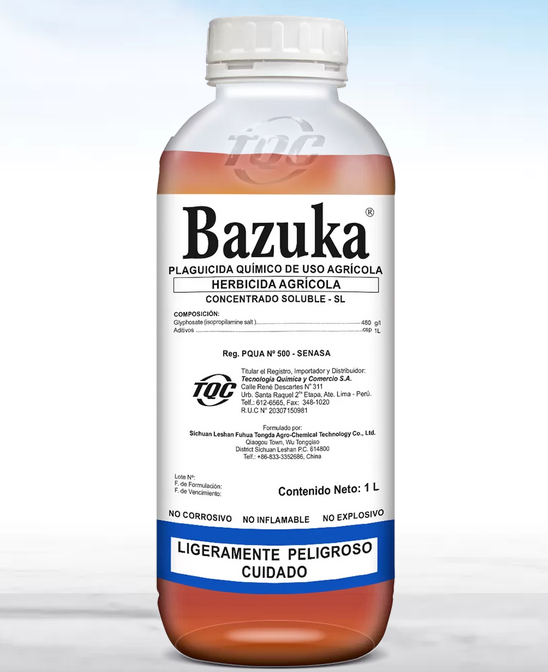 TQC
Bazuka®
PLAGUICIDA QUÍMICO DE USO AGRÍCOLA
HERBICIDA AGRÍCOLA
CONCENTRADO SOLUBLE - SL
COMPOSICIÓN:
Glyphosate (isopropilamine salt)..........480 g/l
Aditivos ..........csp 1L
Reg. PQUA Nº 500 - SENASA
TQC
Titular el Registro, Importador y Distribuidor:
Tecnología Química y Comercio S.A.
Calle René Descartes N° 311
Urb. Santa Raquel 2da Etapa, Ate. Lima - Perú.
Telf.: 612-6565, Fax: 348-1020
R.U.C N° 20307150981
Formulado por:
Sichuan Leshan Fuhua Tongda Agro-Chemical Technology Co., Ltd.
Qiaogou Town, Wu Tongqiao
District Sichuan Leshan P.C. 614800
Telf.: +86-833-3352686, China
Lote Nº:
F. de Formulación:
F. de Vencimiento:
Contenido Neto: 1 L
NO CORROSIVO NO INFLAMABLE NO EXPLOSIVO
LIGERAMENTE PELIGROSO
CUIDADO